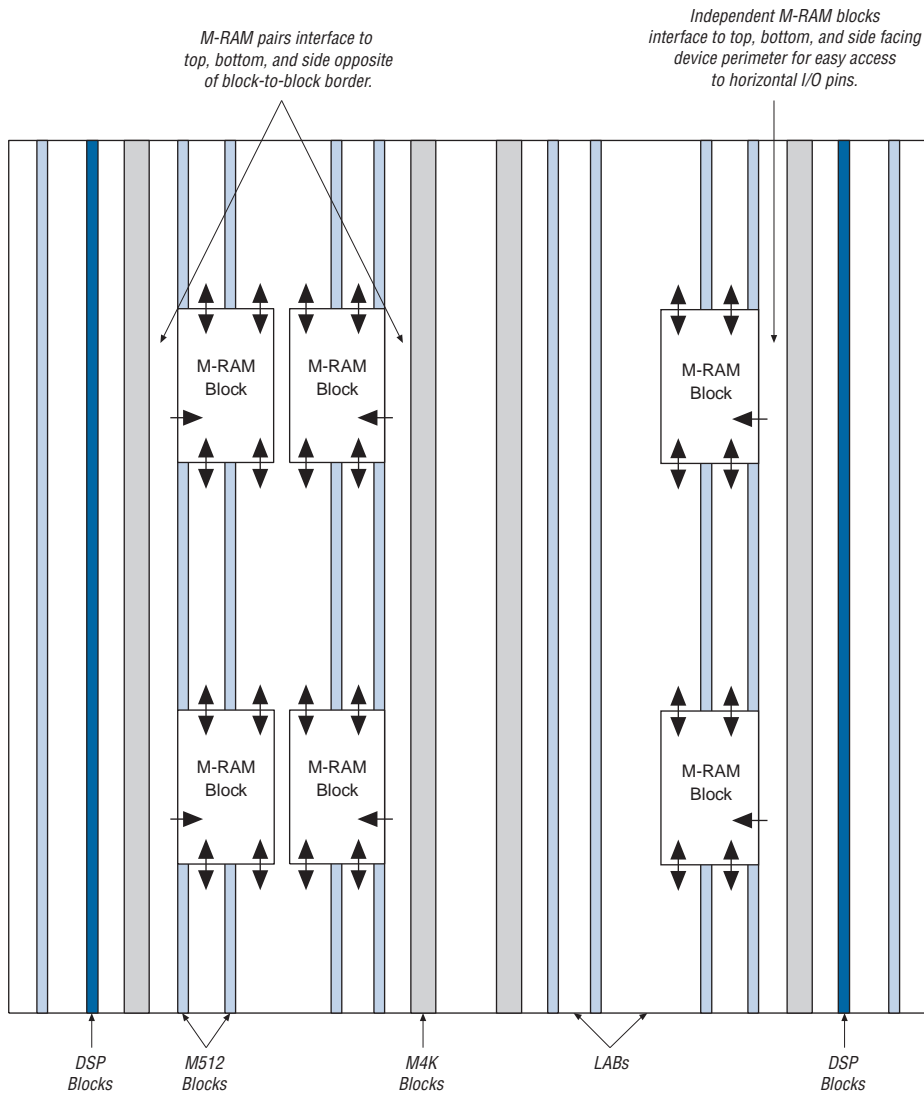 M-RAM pairs interface to
top, bottom, and side opposite
of block-to-block border.
Independent M-RAM blocks
interface to top, bottom, and side facing
device perimeter for easy access
to horizontal I/O pins.
M-RAM
Block
M-RAM
Block
M-RAM
Block
M-RAM
Block
M-RAM
Block
M-RAM
Block
DSP
Blocks
M512
Blocks
M4K
Blocks
LABs
DSP
Blocks